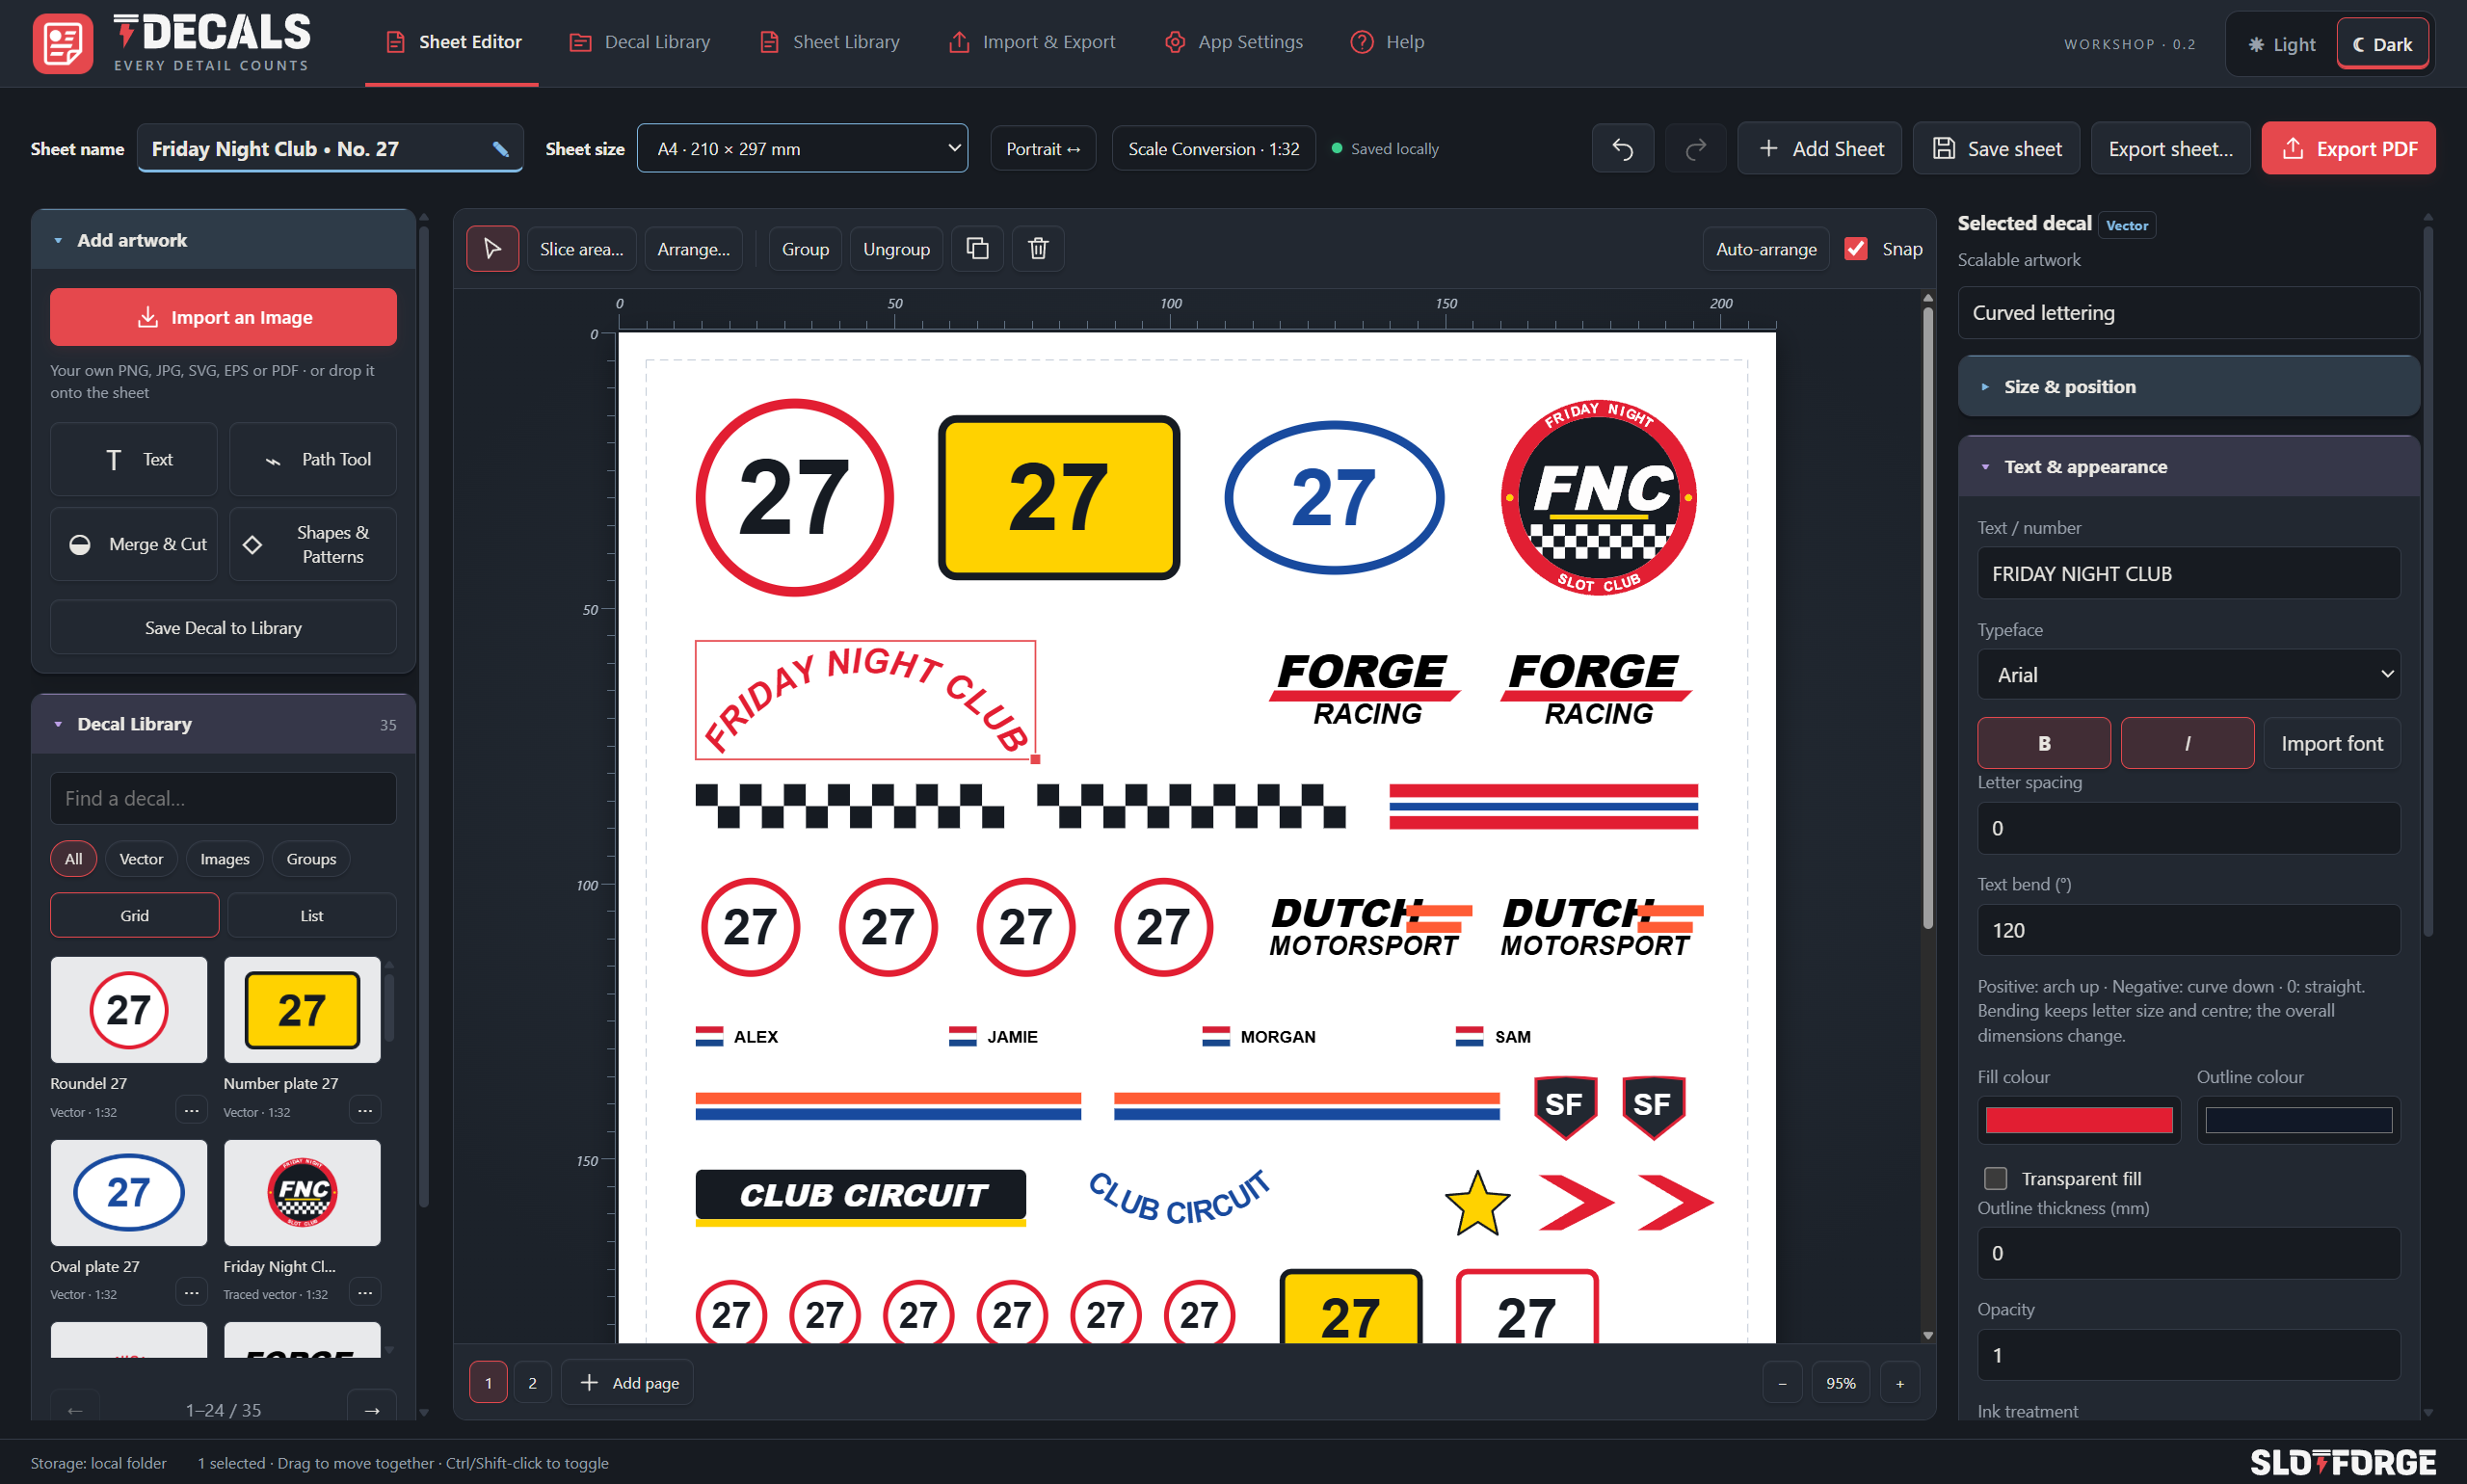 DECALS
EVERY DETAIL COUNTS
Sheet Editor
Decal Library
Sheet Library
Import & Export
App Settings
Help
WORKSHOP · 0.2
Light
Dark
Sheet name
Friday Night Club • No. 27
Sheet size
A4 · 210 × 297 mm
Portrait ↔
Scale Conversion · 1:32
Saved locally
Add Sheet
Save sheet
Export sheet...
Export PDF
Add artwork
Import an Image
Your own PNG, JPG, SVG, EPS or PDF · or drop it
onto the sheet
Text
Path Tool
Merge & Cut
Shapes &
Patterns
Save Decal to Library
Decal Library
35
Find a decal...
All
Vector
Images
Groups
Grid
List
27
27
Roundel 27
Number plate 27
Vector · 1:32
...
Vector · 1:32
...
27
FRIDAY NIGHT
FNC
SLOT CLUB
Oval plate 27
Friday Night Cl...
Vector · 1:32
...
Traced vector · 1:32
...
FORGE
←
1–24 / 35
→
Slice area...
Arrange...
Group
Ungroup
Auto-arrange
Snap
0
50
100
150
200
0
50
100
150
27
27
27
FRIDAY NIGHT
FNC
SLOT CLUB
FRIDAY NIGHT CLUB
FORGE
RACING
FORGE
RACING
27
27
27
27
DUTCH
MOTORSPORT
DUTCH
MOTORSPORT
ALEX
JAMIE
MORGAN
SAM
SF
SF
CLUB CIRCUIT
CLUB CIRCUIT
27
27
27
27
27
27
27
27
1
2
Add page
−
95%
+
Selected decal
Vector
Scalable artwork
Curved lettering
Size & position
Text & appearance
Text / number
FRIDAY NIGHT CLUB
Typeface
Arial
B
I
Import font
Letter spacing
0
Text bend (°)
120
Positive: arch up · Negative: curve down · 0: straight.
Bending keeps letter size and centre; the overall
dimensions change.
Fill colour
Outline colour
Transparent fill
Outline thickness (mm)
0
Opacity
1
Ink treatment
Storage: local folder
1 selected · Drag to move together · Ctrl/Shift-click to toggle
SLOTFORGE